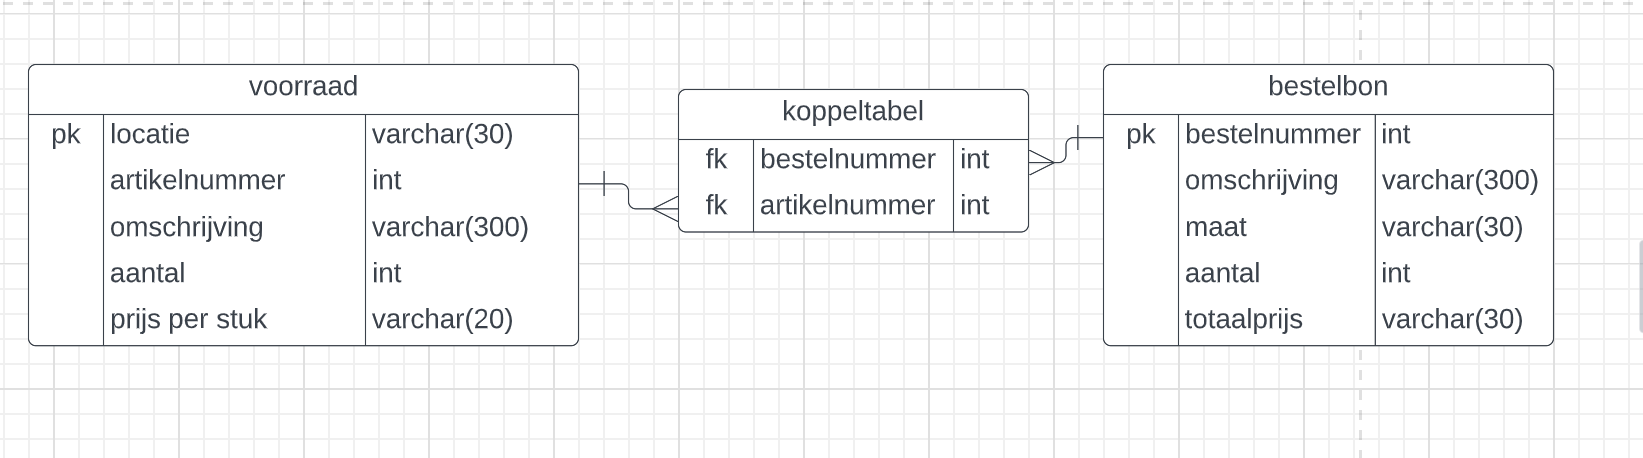 voorraad
pk locatie varchar(30)
artikelnummer int
omschrijving varchar(300)
aantal int
prijs per stuk varchar(20)
koppeltabel
fk bestelnummer int
fk artikelnummer int
bestelbon
pk bestelnummer int
omschrijving varchar(300)
maat varchar(30)
aantal int
totaalprijs varchar(30)